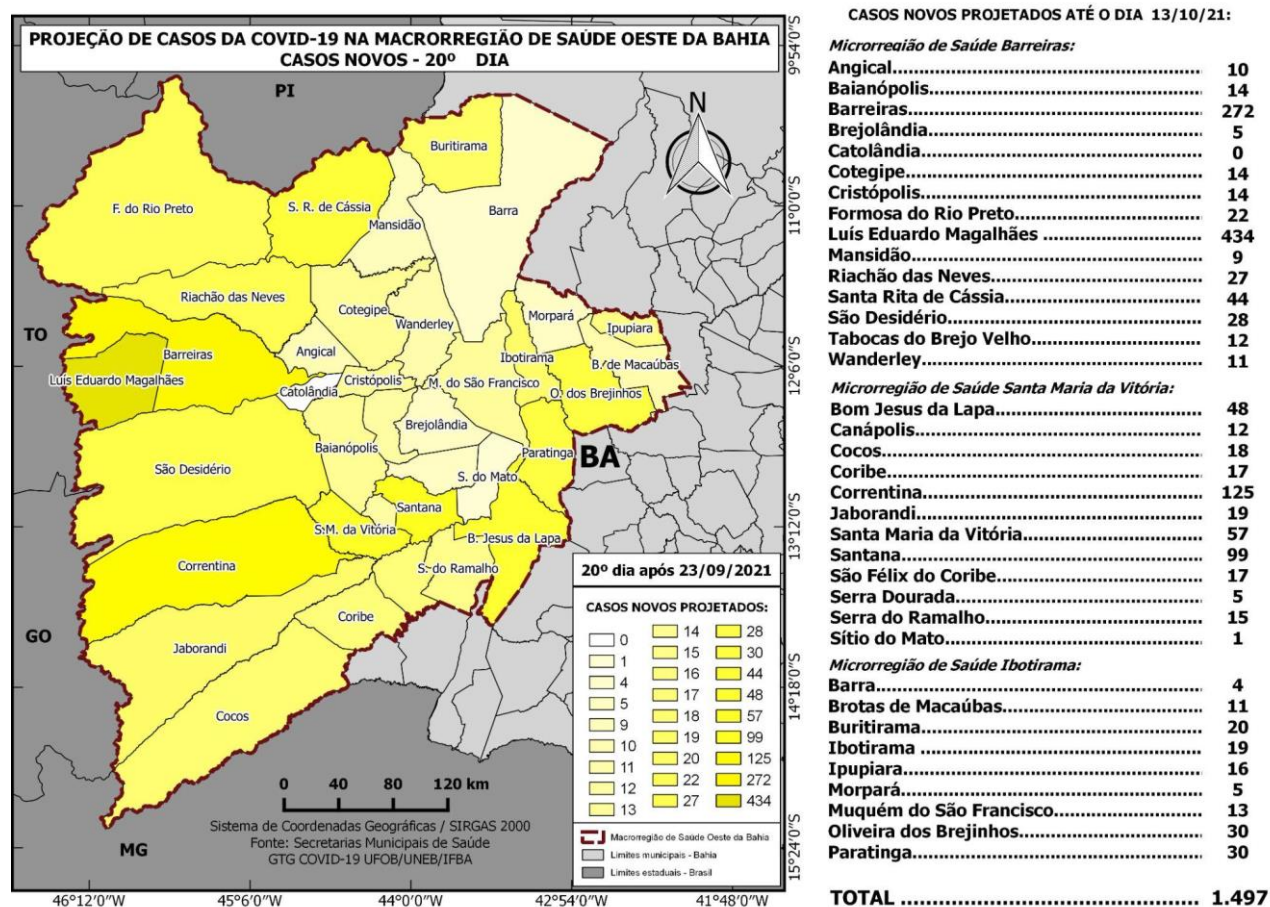 PROJEÇÃO DE CASOS DA COVID-19 NA MACRORREGIÃO DE SAÚDE OESTE DA BAHIA
CASOS NOVOS - 20º DIA
PI
N
Buritirama
F. do Rio Preto
S. R. de Cássia
Barra
Mansidão
Riachão das Neves
Cotegipe
Morpará
Wanderley
Ipupiara
TO
Angical
Barreiras
Ibotirama
B. de Macaúbas
Luís Eduardo Magalhães
Cristópolis
M. do São Francisco
Catolândia
O. dos Brejinhos
Brejolândia
Baianópolis
Paratinga
BA
São Desidério
S. do Mato
Santana
S.M. da Vitória
B. Jesus da Lapa
Correntina
S. do Ramalho
Coribe
GO
Jaborandi
Cocos
MG
0 40 80 120 km
Sistema de Coordenadas Geográficas / SIRGAS 2000
Fonte: Secretarias Municipais de Saúde
GTG COVID-19 UFOB/UNEB/IFBA
20º dia após 23/09/2021
CASOS NOVOS PROJETADOS:
0
1
4
5
9
10
11
12
13
14
15
16
17
18
19
20
22
27
28
30
44
48
57
99
125
272
434
Macrorregião de Saúde Oeste da Bahia
Limites municipais - Bahia
Limites estaduais - Brasil
46°12'0"W 45°6'0"W 44°0'0"W 42°54'0"W 41°48'0"W
9°54'0"S
11°0'0"S
12°6'0"S
13°12'0"S
14°18'0"S
15°24'0"S
CASOS NOVOS PROJETADOS ATÉ O DIA 13/10/21:
Microrregião de Saúde Barreiras:
Angical........ 10
Baianópolis........ 14
Barreiras........ 272
Brejolândia........ 5
Catolândia........ 0
Cotegipe........ 14
Cristópolis........ 14
Formosa do Rio Preto........ 22
Luís Eduardo Magalhães ........ 434
Mansidão........ 9
Riachão das Neves........ 27
Santa Rita de Cássia........ 44
São Desidério........ 28
Tabocas do Brejo Velho........ 12
Wanderley........ 11
Microrregião de Saúde Santa Maria da Vitória:
Bom Jesus da Lapa........ 48
Canápolis........ 12
Cocos........ 18
Coribe........ 17
Correntina........ 125
Jaborandi........ 19
Santa Maria da Vitória........ 57
Santana........ 99
São Félix do Coribe........ 17
Serra Dourada........ 5
Serra do Ramalho........ 15
Sítio do Mato........ 1
Microrregião de Saúde Ibotirama:
Barra........ 4
Brotas de Macaúbas........ 11
Buritirama........ 20
Ibotirama ........ 19
Ipupiara........ 16
Morpará........ 5
Muquém do São Francisco........ 13
Oliveira dos Brejinhos........ 30
Paratinga........ 30
TOTAL ........ 1.497